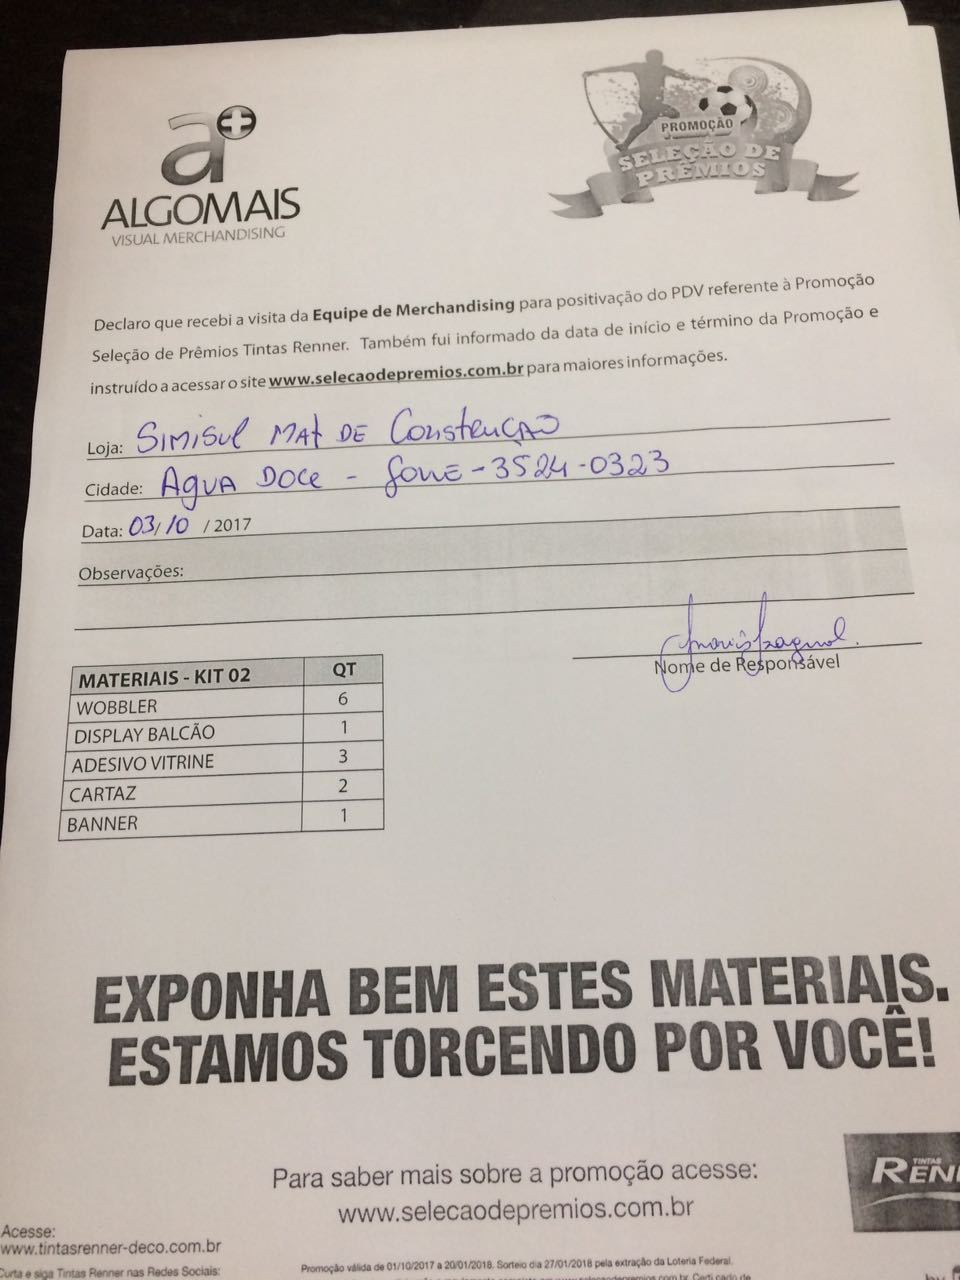 a+
ALGOMAIS
VISUAL MERCHANDISING
PROMOÇÃO
SELEÇÃO DE
PRÊMIOS
Declaro que recebi a visita da Equipe de Merchandising para positivação do PDV referente à Promoção
Seleção de Prêmios Tintas Renner. Também fui informado da data de início e término da Promoção e
instruído a acessar o site www.selecaodepremios.com.br para maiores informações.
Loja: SIMISUL MAT DE CONSTRUÇÃO
Cidade: AGUA DOCE - fone - 3524-0323
Data: 03/10 / 2017
Observações:
Nome de Responsável
MATERIAIS - KIT 02 QT
WOBBLER 6
DISPLAY BALCÃO 1
ADESIVO VITRINE 3
CARTAZ 2
BANNER 1
EXPONHA BEM ESTES MATERIAIS.
ESTAMOS TORCENDO POR VOCÊ!
Para saber mais sobre a promoção acesse:
www.selecaodepremios.com.br
TINTAS
RENN
Acesse:
www.tintasrenner-deco.com.br
Curta e siga Tintas Renner nas Redes Sociais:
Promoção válida de 01/10/2017 a 20/01/2018. Sorteio dia 27/01/2018 pela extração da Loteria Federal.